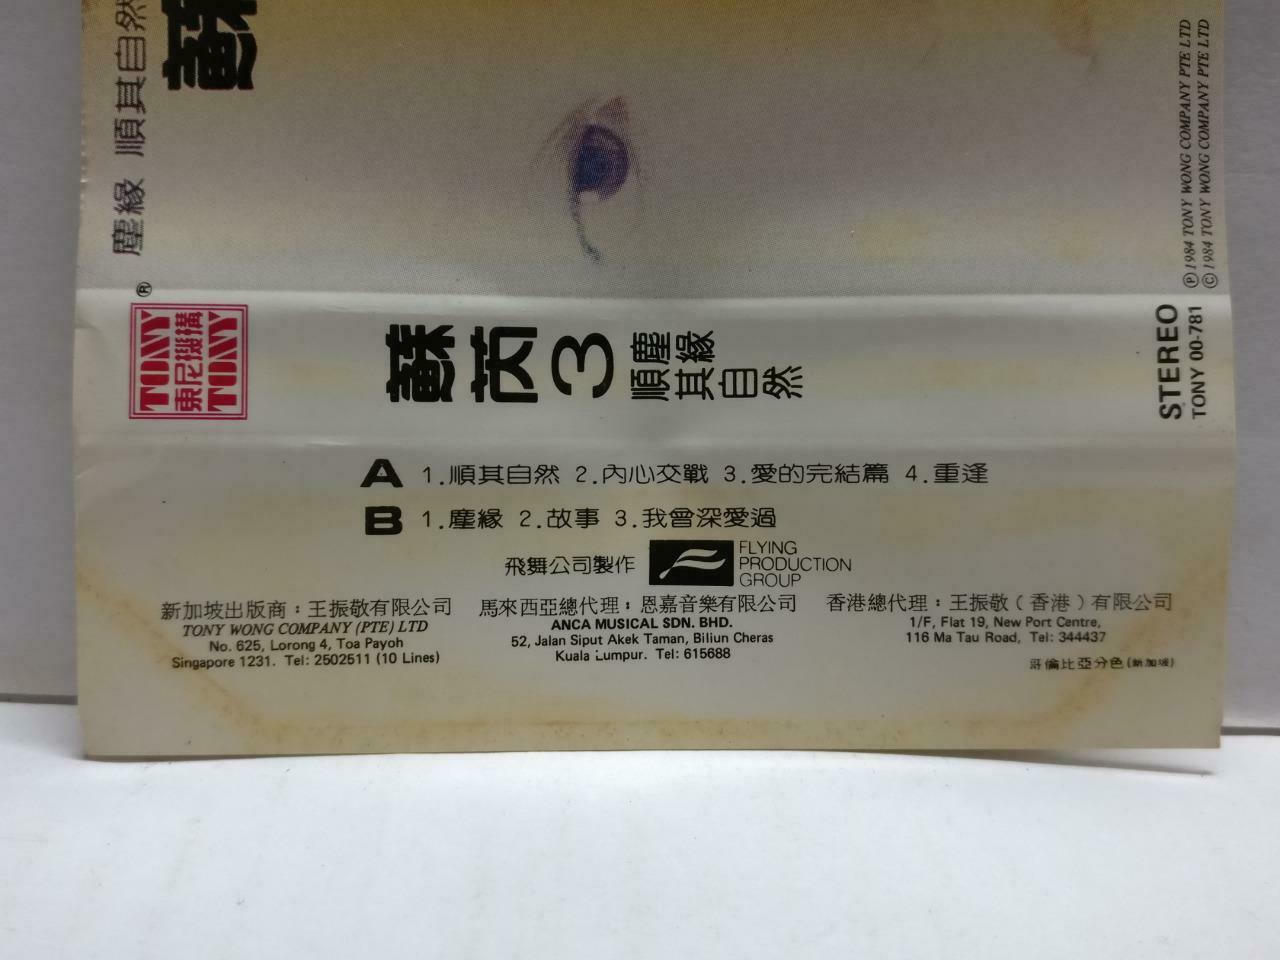 塵緣 順其自然 蘇
Ⓟ 1984 TONY WONG COMPANY PTE LTD
Ⓒ 1984 TONY WONG COMPANY PTE LTD
®
TONY
東尼機構
TONY
蘇芮3
塵緣
順其自然
STEREO
TONY 00-781
A 1.順其自然 2.內心交戰 3.愛的完結篇 4.重逢
B 1.塵緣 2.故事 3.我曾深愛過
飛舞公司製作
FLYING
PRODUCTION
GROUP
新加坡出版商：王振敬有限公司
TONY WONG COMPANY (PTE) LTD
No. 625, Lorong 4, Toa Payoh
Singapore 1231. Tel: 2502511 (10 Lines)
馬來西亞總代理：恩嘉音樂有限公司
ANCA MUSICAL SDN. BHD.
52, Jalan Siput Akek Taman, Biliun Cheras
Kuala Lumpur. Tel: 615688
香港總代理：王振敬（香港）有限公司
1/F, Flat 19, New Port Centre,
116 Ma Tau Road, Tel: 344437
哥倫比亞分色(新加坡)